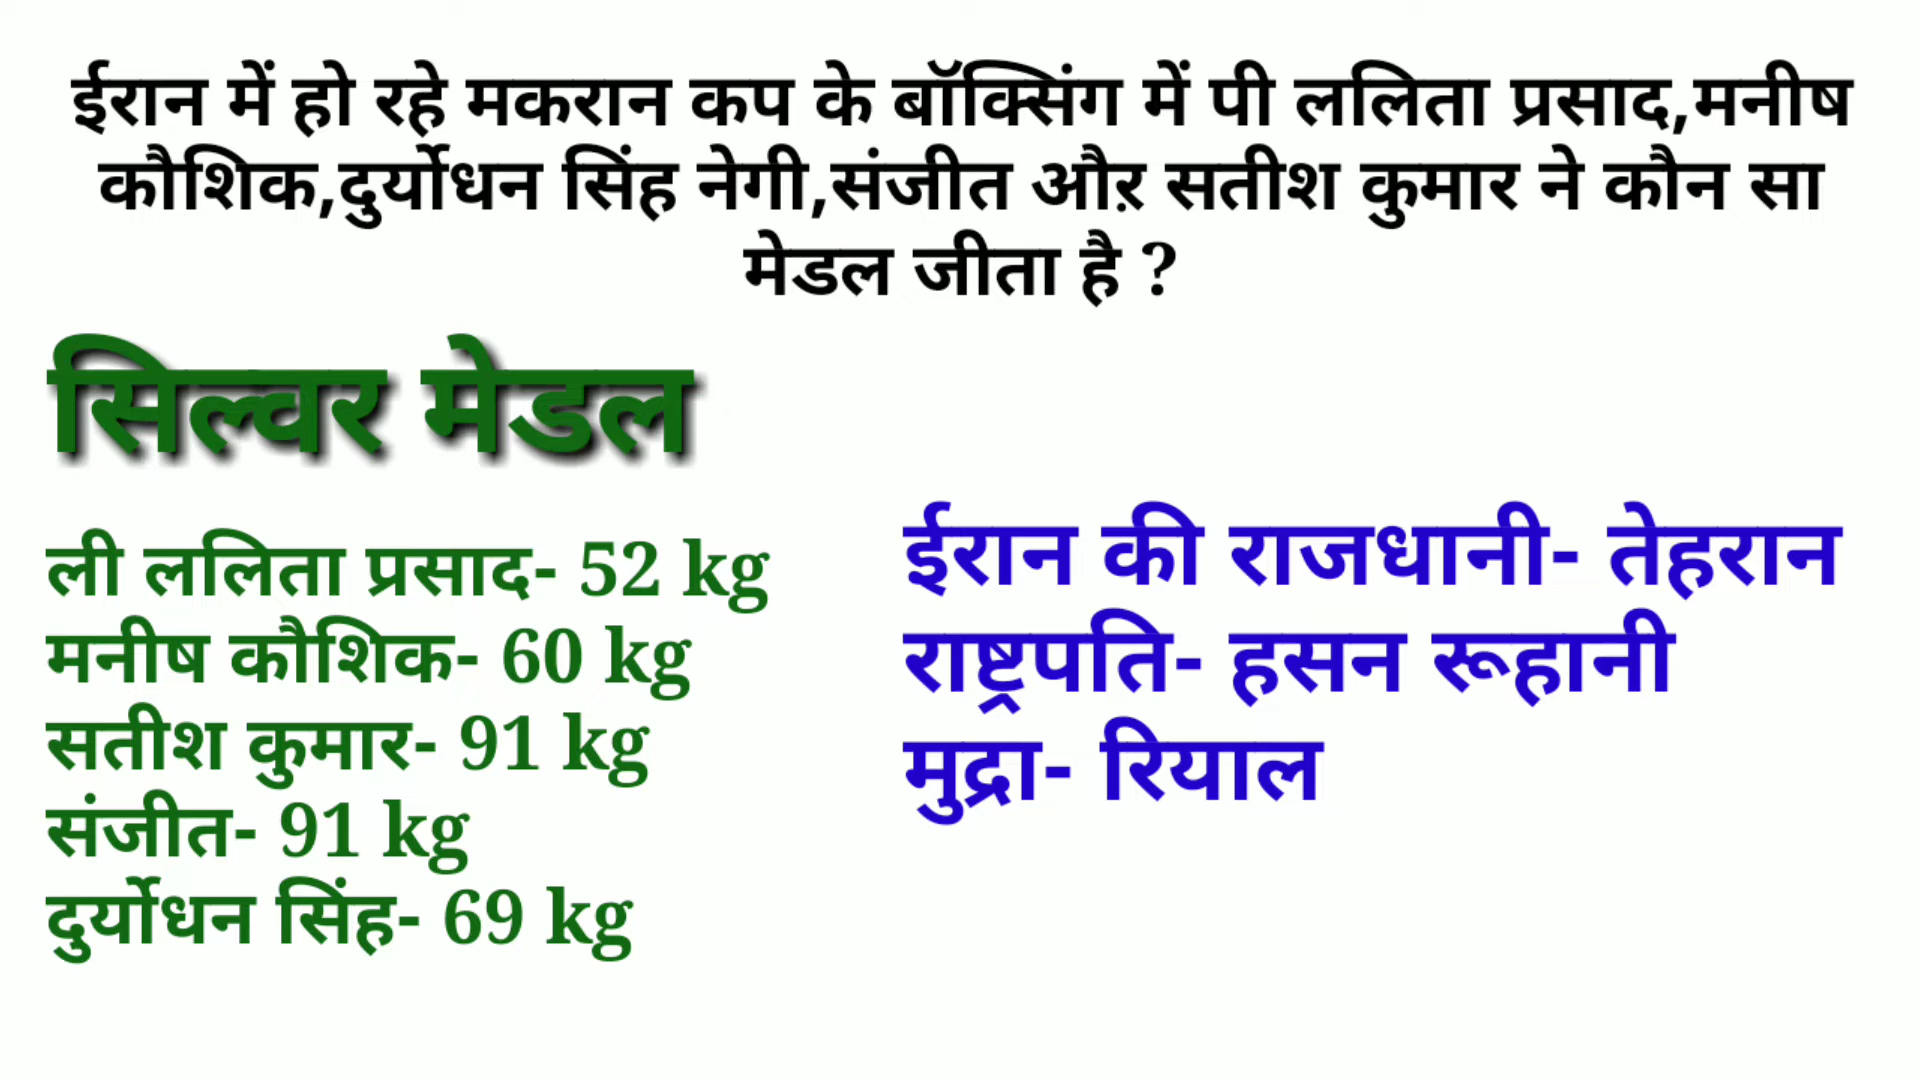 ईरान में हो रहे मकरान कप के बॉक्सिंग में पी ललिता प्रसाद,मनीष
कौशिक,दुर्योधन सिंह नेगी,संजीत औऱ सतीश कुमार ने कौन सा
मेडल जीता है ?
सिल्वर मेडल
ली ललिता प्रसाद- 52 kg
मनीष कौशिक- 60 kg
सतीश कुमार- 91 kg
संजीत- 91 kg
दुर्योधन सिंह- 69 kg
ईरान की राजधानी- तेहरान
राष्ट्रपति- हसन रूहानी
मुद्रा- रियाल